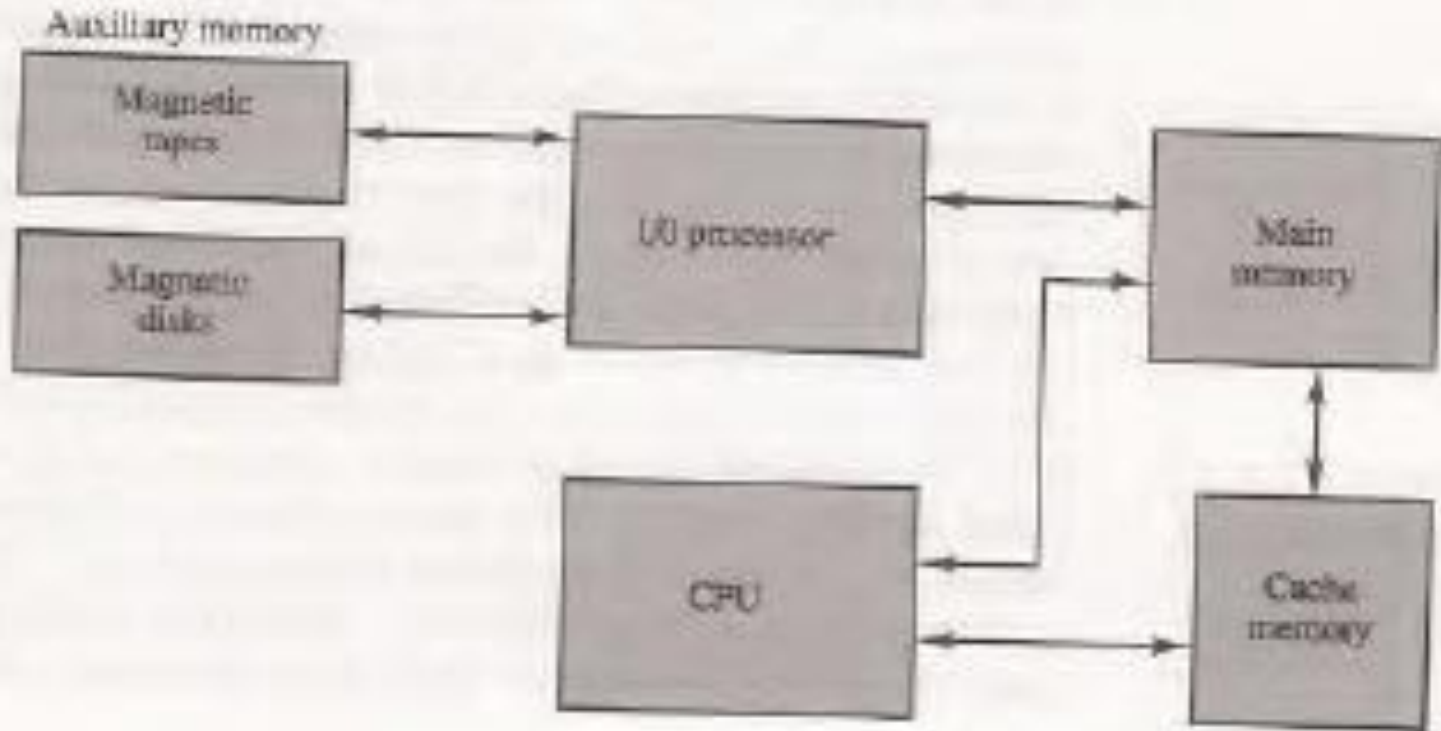 Auxiliary memory
Magnetic
tapes
I/O processor
Main
memory
Magnetic
disks
CPU
Cache
memory